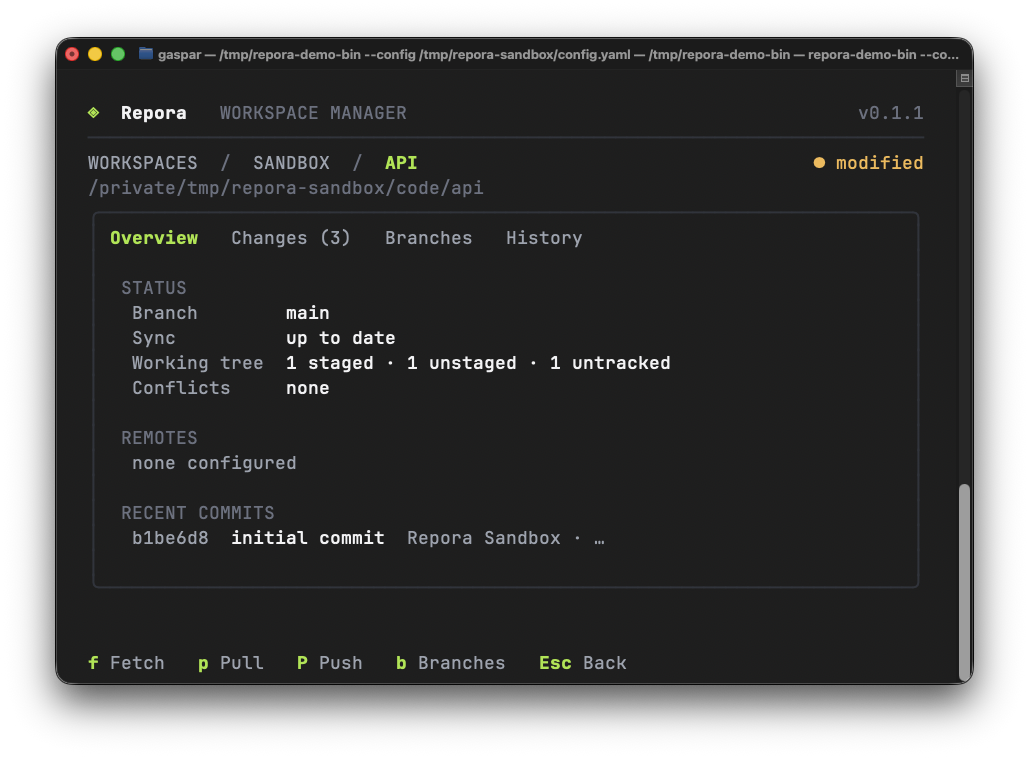 gaspar — /tmp/repora-demo-bin --config /tmp/repora-sandbox/config.yaml — /tmp/repora-demo-bin — repora-demo-bin --co...
◈ Repora WORKSPACE MANAGER v0.1.1
WORKSPACES / SANDBOX / API ● modified
/private/tmp/repora-sandbox/code/api
Overview Changes (3) Branches History
STATUS
Branch main
Sync up to date
Working tree 1 staged · 1 unstaged · 1 untracked
Conflicts none
REMOTES
none configured
RECENT COMMITS
b1be6d8 initial commit Repora Sandbox · …
f Fetch p Pull P Push b Branches Esc Back